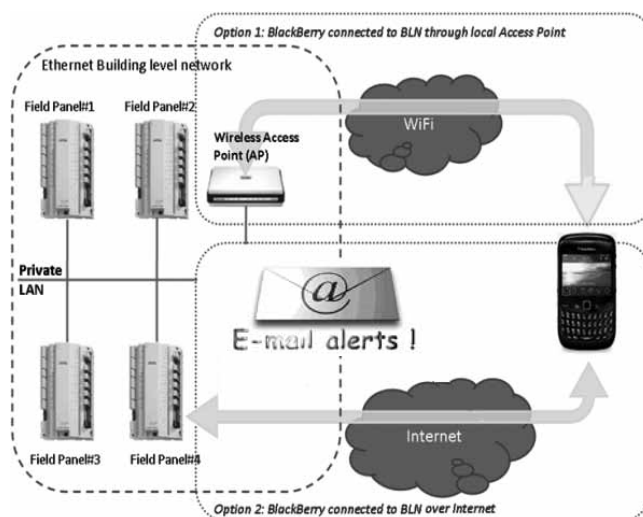 Option 1: BlackBerry connected to BLN through local Access Point
Ethernet Building level network
Field Panel#1
Field Panel#2
Wireless Access
Point (AP)
WiFi
Private
LAN
@
E-mail alerts !
Field Panel#3
Field Panel#4
Internet
Option 2: BlackBerry connected to BLN over Internet